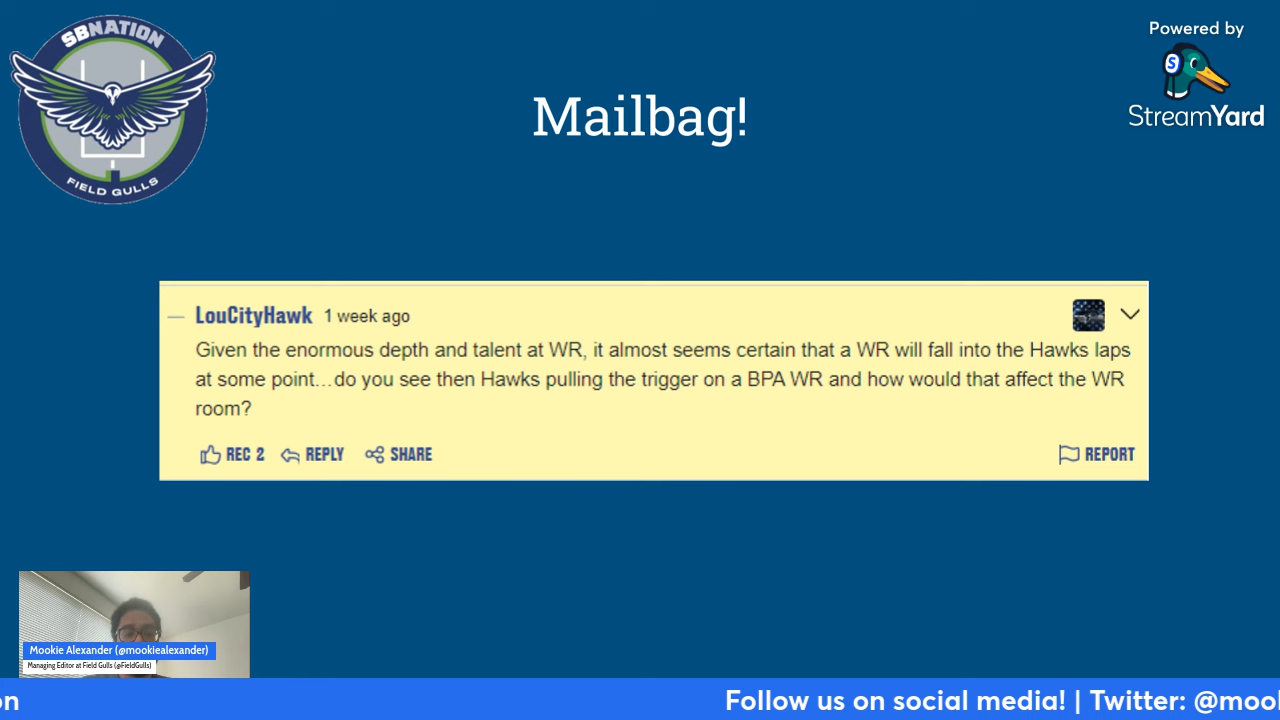 SBNATION
FIELD GULLS
Powered by
S
StreamYard
Mailbag!
LouCityHawk 1 week ago
Given the enormous depth and talent at WR, it almost seems certain that a WR will fall into the Hawks laps
at some point...do you see then Hawks pulling the trigger on a BPA WR and how would that affect the WR
room?
REC 2 REPLY SHARE REPORT
Mookie Alexander (@mookiealexander)
Managing Editor at Field Gulls (@FieldGulls)
on Follow us on social media! | Twitter: @mool